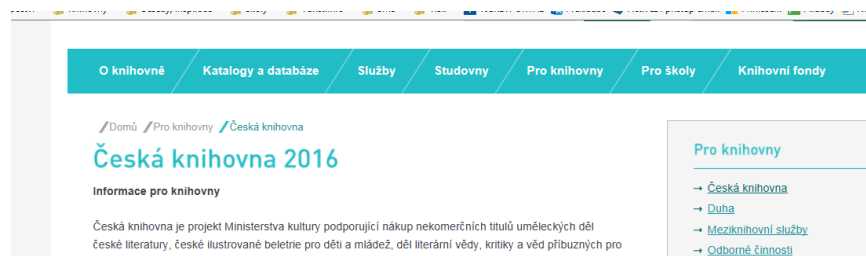 O knihovně Katalogy a databáze Služby Studovny Pro knihovny Pro školy Knihovní fondy
Domů Pro knihovny Česká knihovna
Česká knihovna 2016
Informace pro knihovny
Česká knihovna je projekt Ministerstva kultury podporující nákup nekomerčních titulů uměleckých děl
české literatury, české ilustrované beletrie pro děti a mládež, děl literární vědy, kritiky a věd příbuzných pro
Pro knihovny
→ Česká knihovna
→ Duha
→ Meziknihovní služby
→ Odborné činnosti